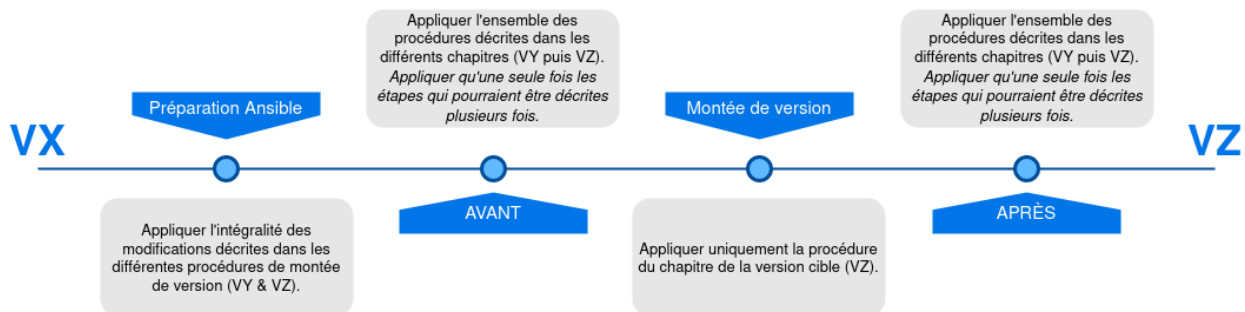 VX
Préparation Ansible
Appliquer l'intégralité des
modifications décrites dans les
différentes procédures de montée
de version (VY & VZ).
Appliquer l'ensemble des
procédures décrites dans les
différents chapitres (VY puis VZ).
Appliquer qu'une seule fois les
étapes qui pourraient être décrites
plusieurs fois.
AVANT
Montée de version
Appliquer uniquement la procédure
du chapitre de la version cible (VZ).
Appliquer l'ensemble des
procédures décrites dans les
différents chapitres (VY puis VZ).
Appliquer qu'une seule fois les
étapes qui pourraient être décrites
plusieurs fois.
APRÈS
VZ